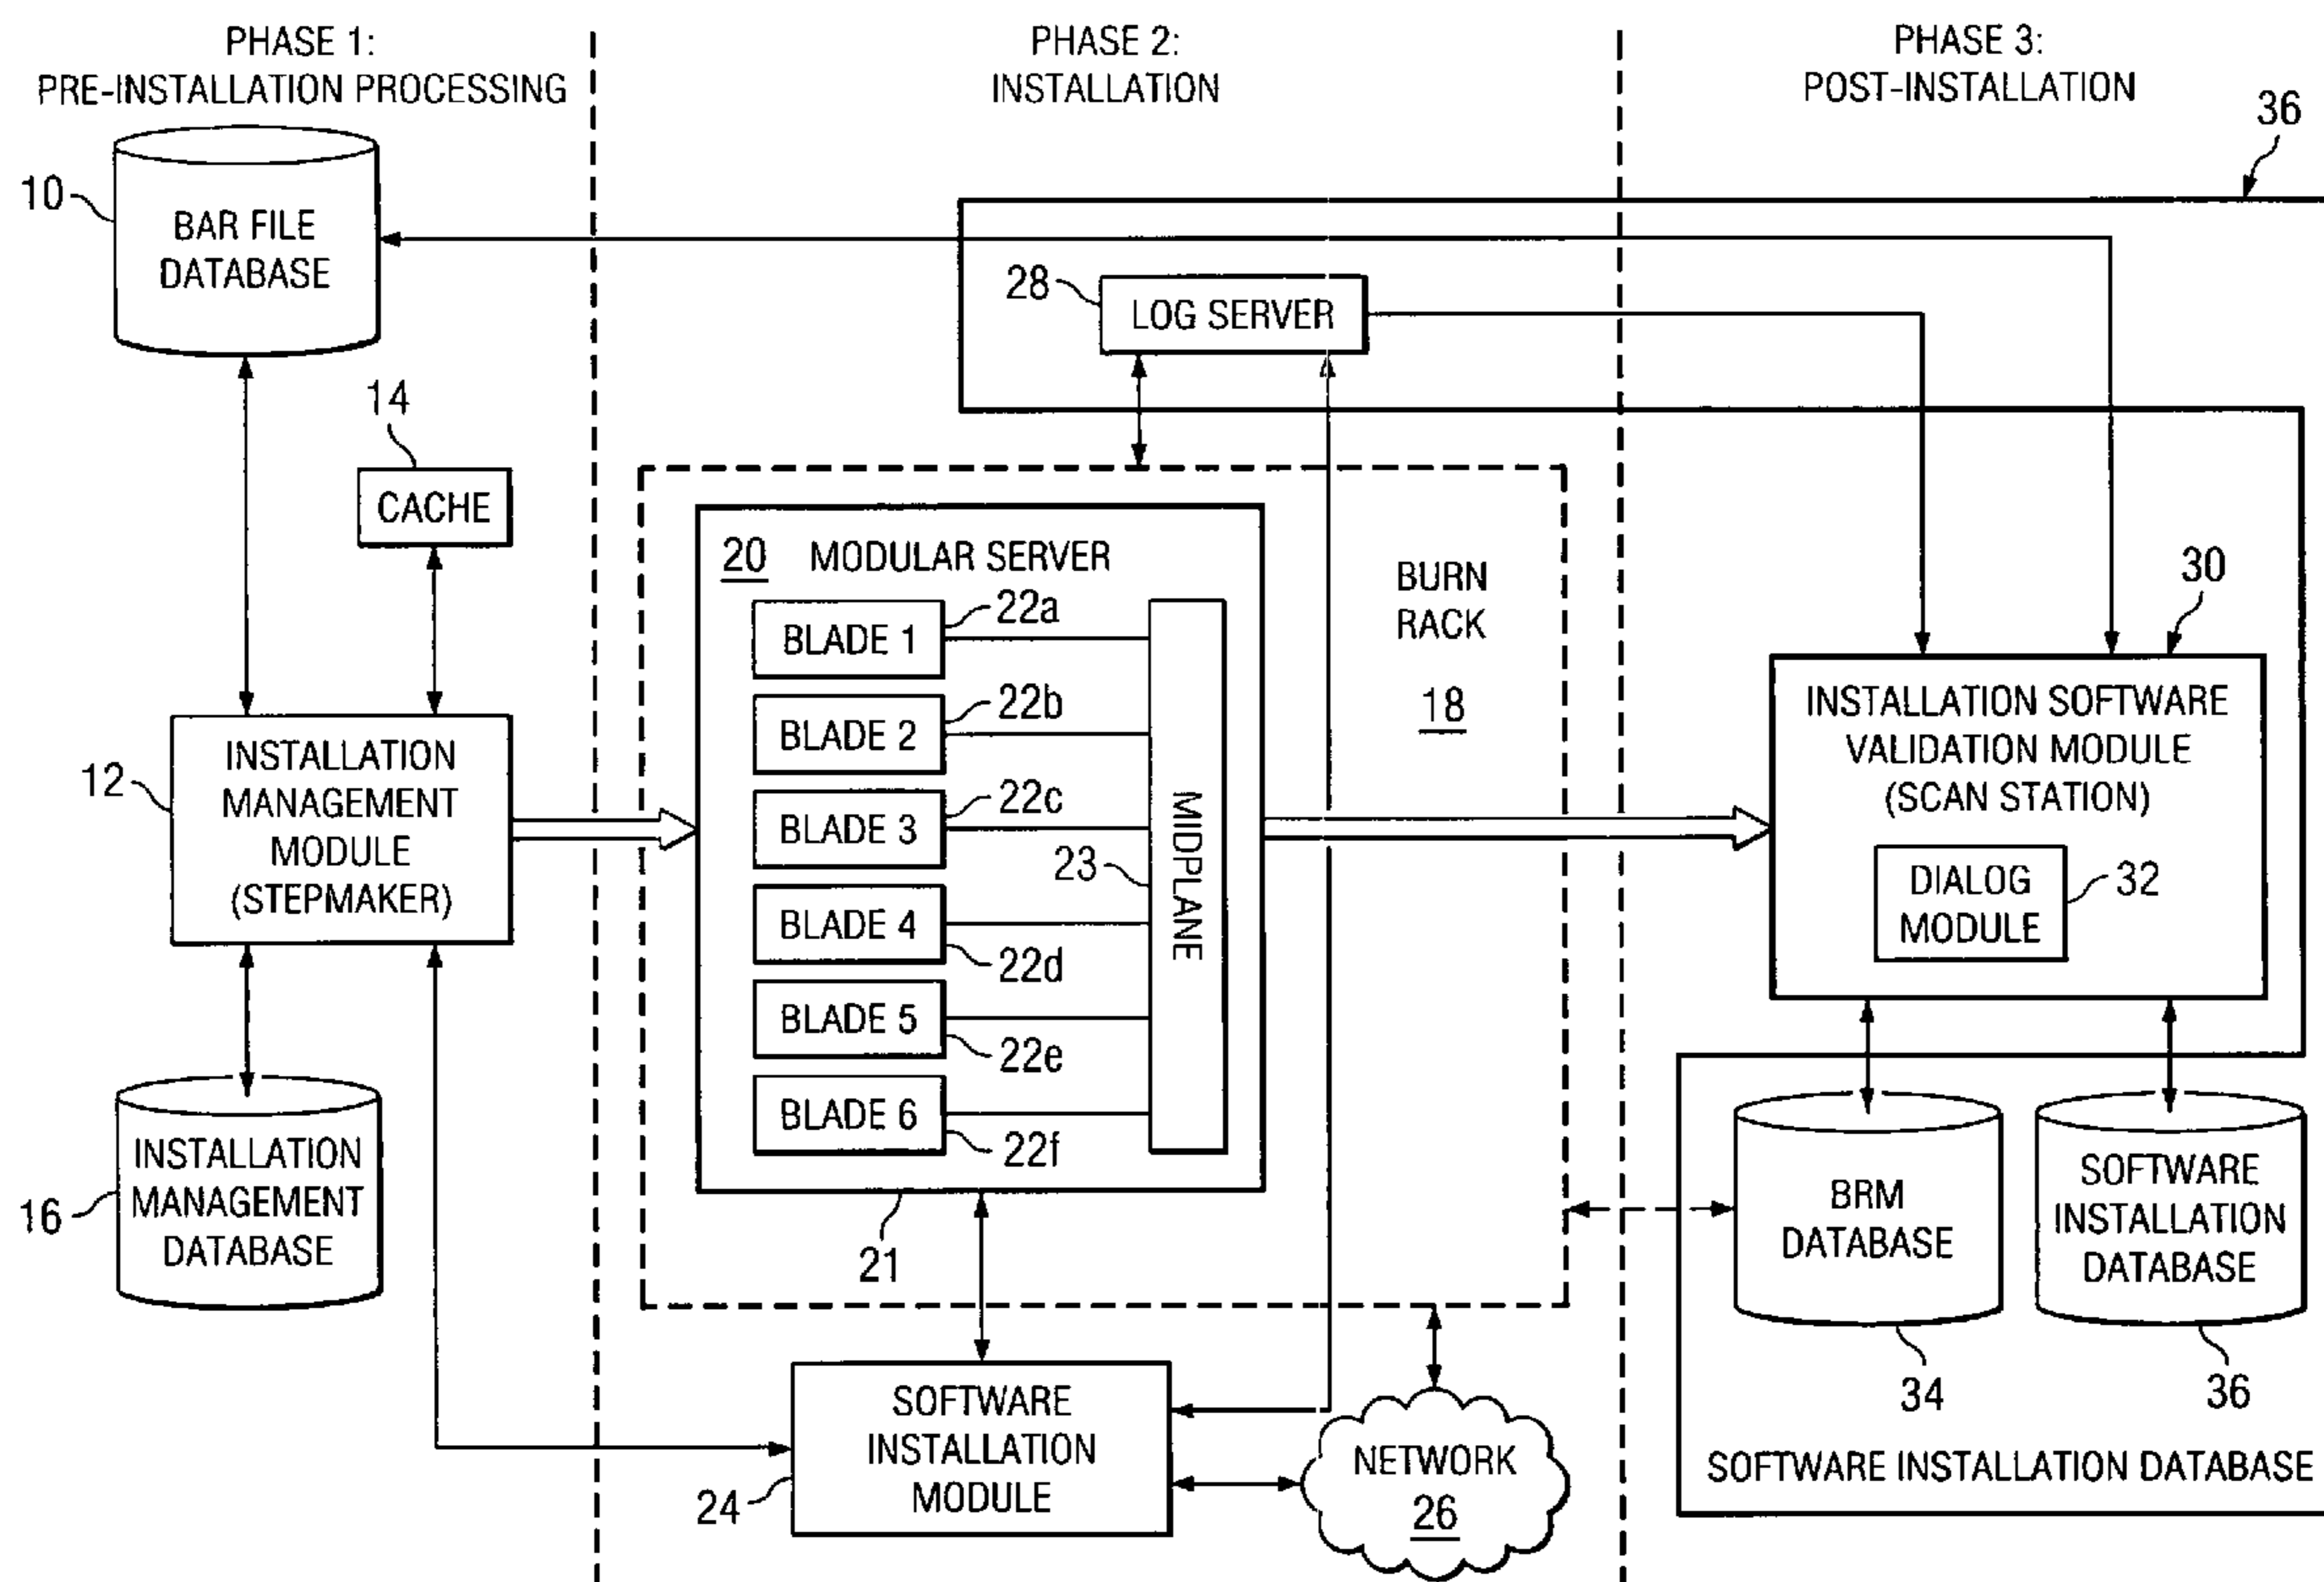 PHASE 1:
PRE-INSTALLATION PROCESSING
PHASE 2:
INSTALLATION
PHASE 3:
POST-INSTALLATION
36
10
BAR FILE
DATABASE
28
LOG SERVER
14
CACHE
20
MODULAR SERVER
BURN
RACK
18
BLADE 1
22a
BLADE 2
22b
BLADE 3
22c
BLADE 4
22d
BLADE 5
22e
BLADE 6
22f
23
MIDPLANE
21
12
INSTALLATION
MANAGEMENT
MODULE
(STEPMAKER)
30
INSTALLATION SOFTWARE
VALIDATION MODULE
(SCAN STATION)
DIALOG
MODULE
32
16
INSTALLATION
MANAGEMENT
DATABASE
BRM
DATABASE
34
SOFTWARE
INSTALLATION
DATABASE
36
SOFTWARE INSTALLATION DATABASE
SOFTWARE
INSTALLATION
MODULE
24
NETWORK
26